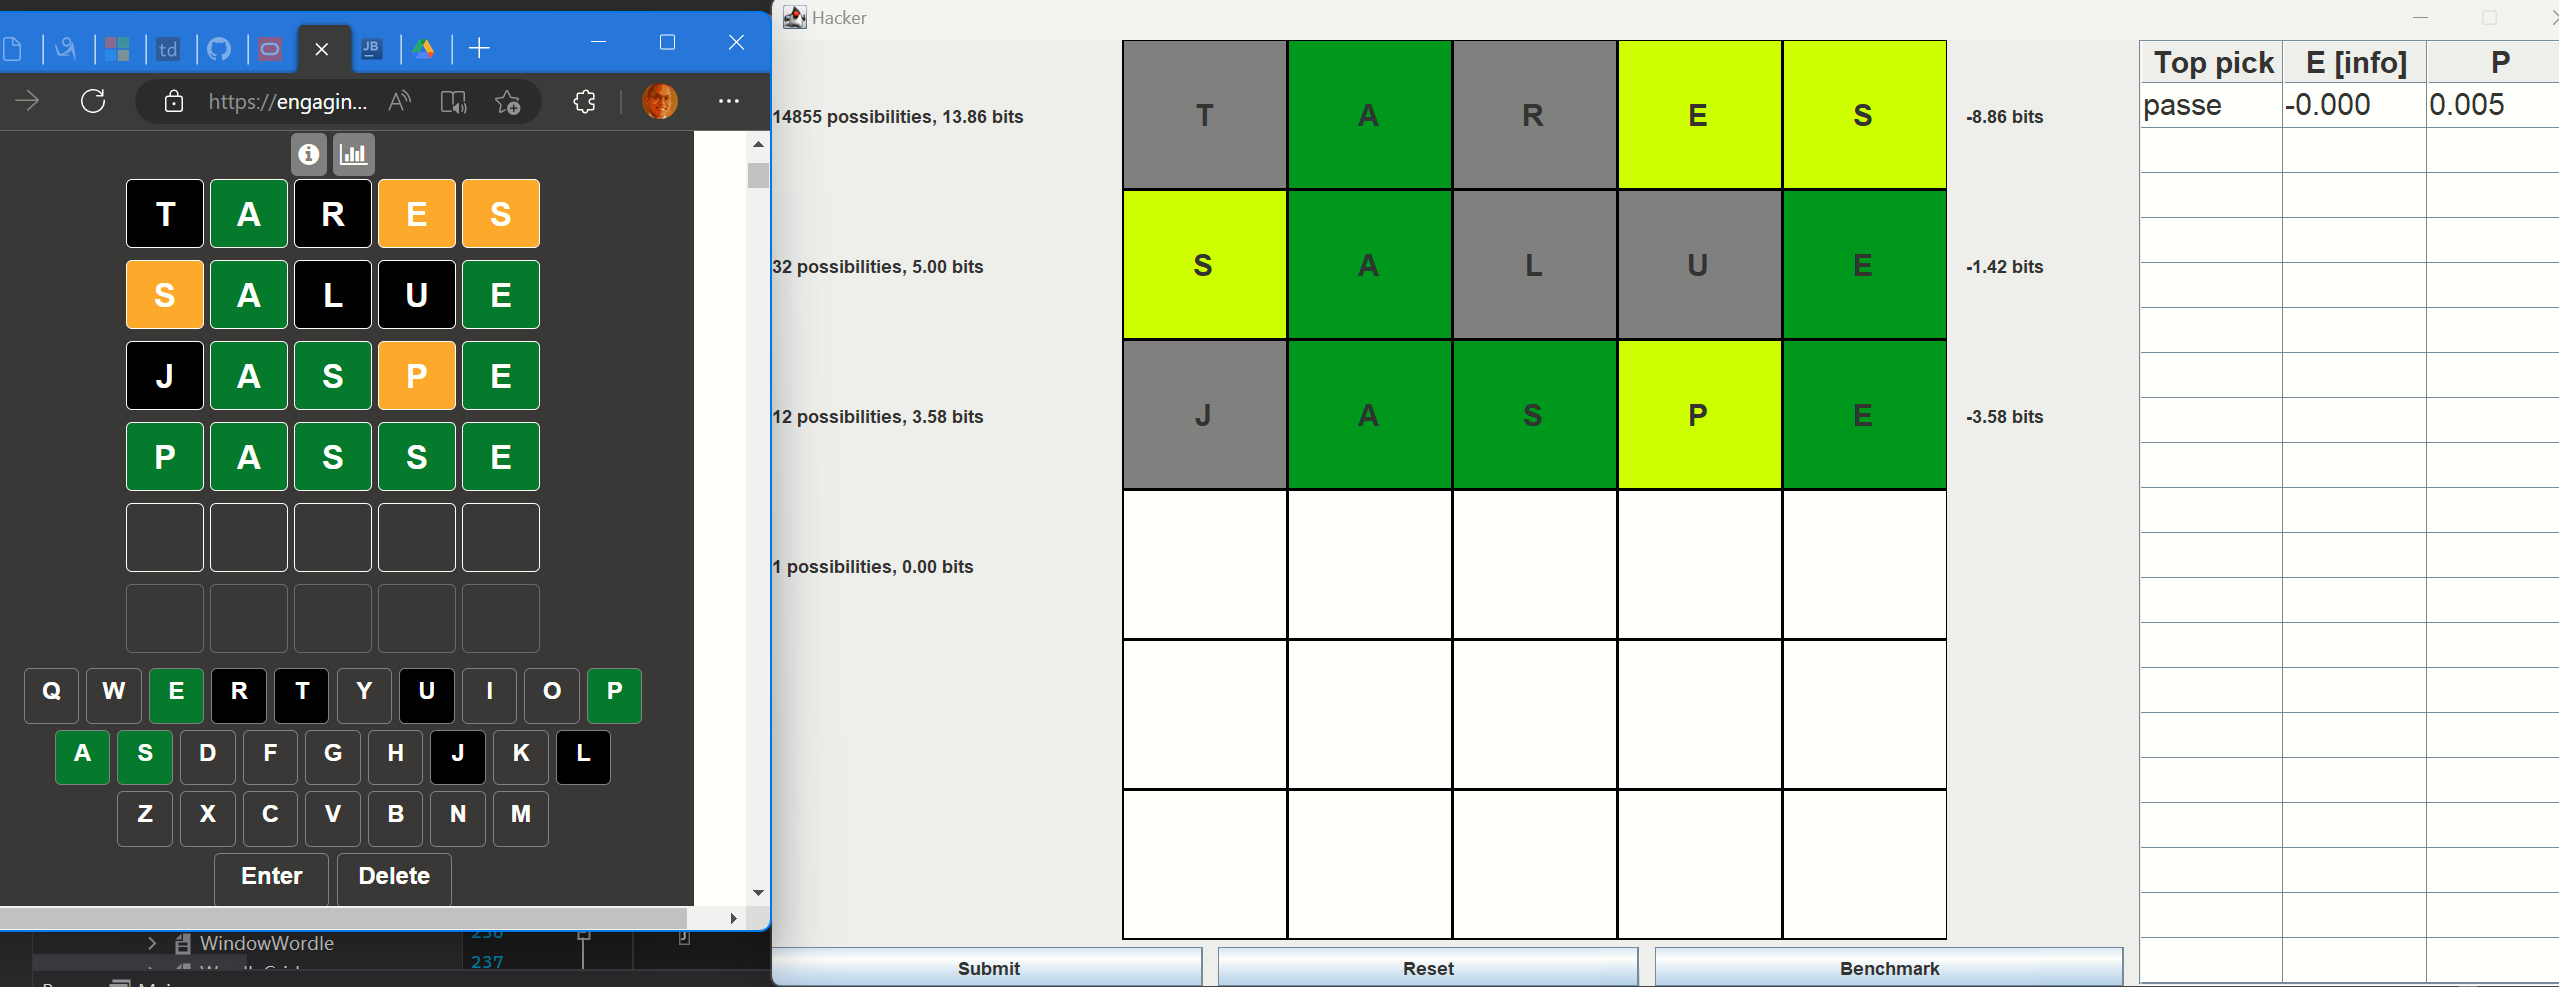 td JB
https://engagin...
T A R E S
S A L U E
J A S P E
P A S S E
Q W E R T Y U I O P
A S D F G H J K L
Z X C V B N M
Enter Delete
WindowWordle
237
Hacker
14855 possibilities, 13.86 bits T A R E S -8.86 bits
32 possibilities, 5.00 bits S A L U E -1.42 bits
12 possibilities, 3.58 bits J A S P E -3.58 bits
1 possibilities, 0.00 bits
Submit Reset Benchmark
Top pick E [info] P
passe -0.000 0.005